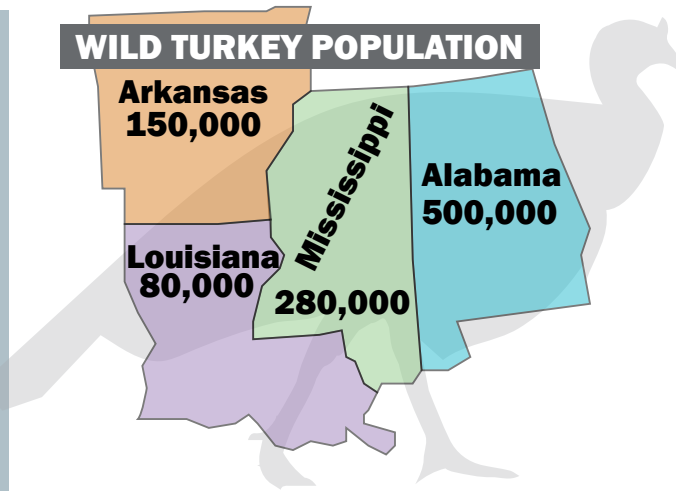 WILD TURKEY POPULATION
Arkansas
150,000
Mississippi
280,000
Alabama
500,000
Louisiana
80,000